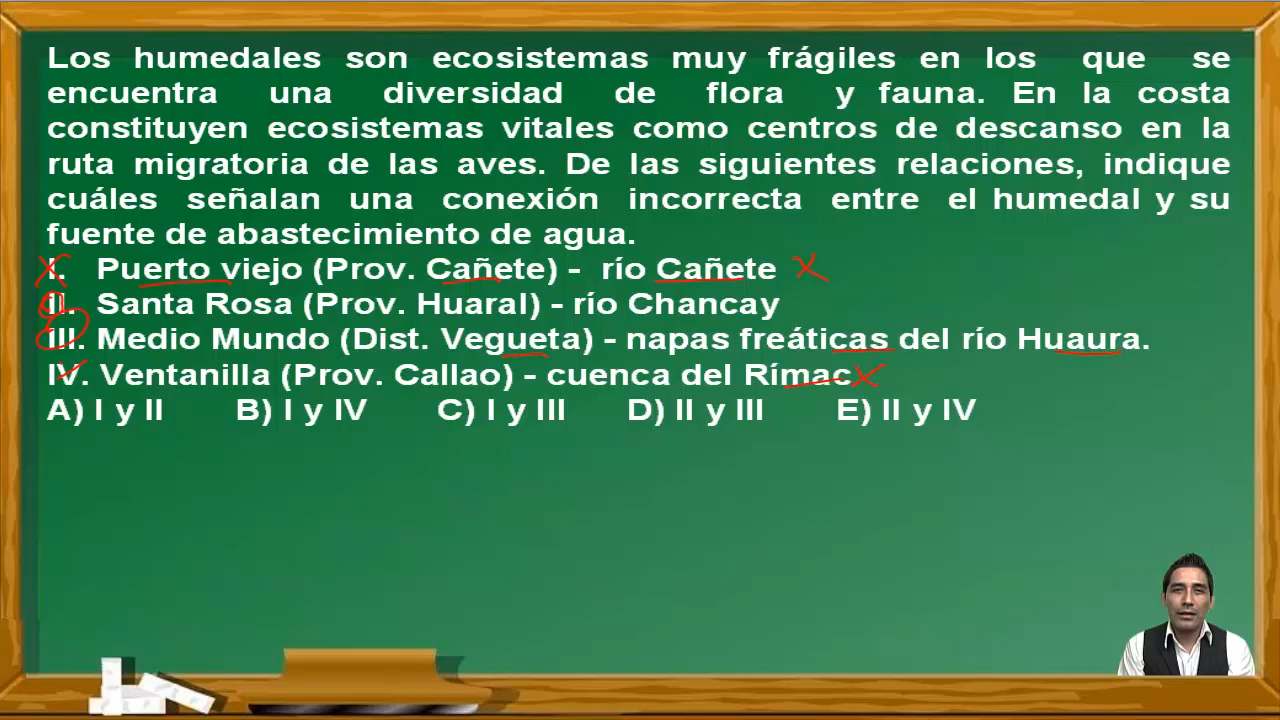 Los humedales son ecosistemas muy frágiles en los que se
encuentra una diversidad de flora y fauna. En la costa
constituyen ecosistemas vitales como centros de descanso en la
ruta migratoria de las aves. De las siguientes relaciones, indique
cuáles señalan una conexión incorrecta entre el humedal y su
fuente de abastecimiento de agua.
I. Puerto viejo (Prov. Cañete) - río Cañete
II. Santa Rosa (Prov. Huaral) - río Chancay
III. Medio Mundo (Dist. Vegueta) - napas freáticas del río Huaura.
IV. Ventanilla (Prov. Callao) - cuenca del Rímac
A) I y II B) I y IV C) I y III D) II y III E) II y IV